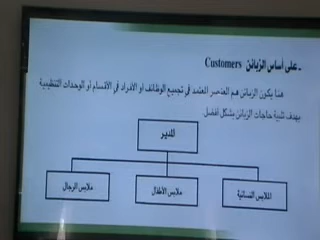 ـ على أساس الزبائن Customers
هنا يكون الزبائن هم العنصر المعتمد في تجميع الوظائف او الأفراد في الأقسام أو الوحدات التنظيمية
بهدف تلبية حاجات الزبائن بشكل أفضل.
المدير
الملابس النسائية
ملابس الأطفال
ملابس الرجال